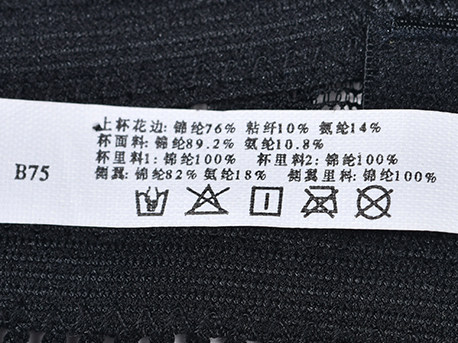 上杯花边: 锦纶76% 粘纤10% 氨纶14%
杯面料: 锦纶89.2% 氨纶10.8%
杯里料1: 锦纶100% 杯里料2: 锦纶100%
B75
侧翼: 锦纶82% 氨纶18% 侧翼里料: 锦纶100%